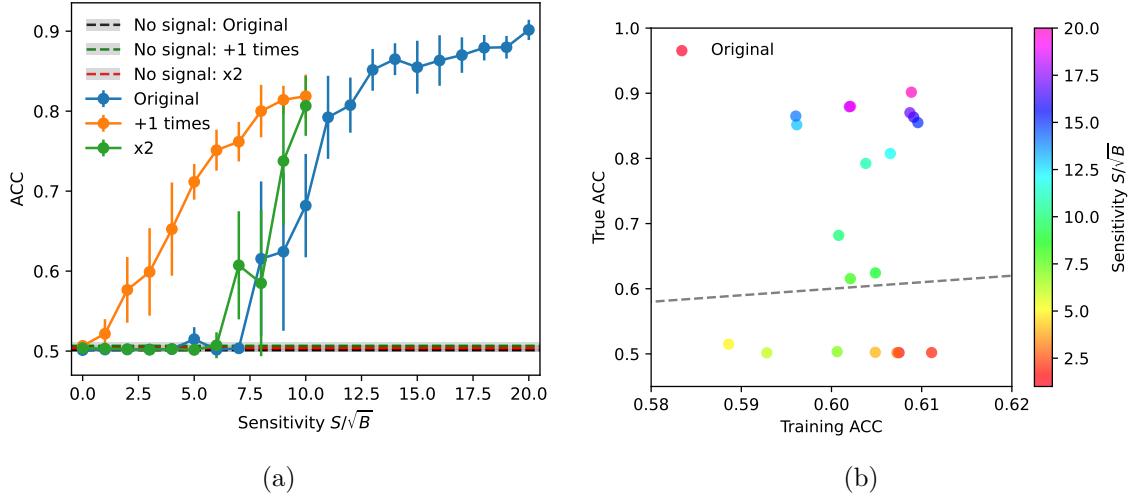 No signal: Original
No signal: +1 times
No signal: x2
Original
+1 times
x2
ACC
0.9
0.8
0.7
0.6
0.5
0.0 2.5 5.0 7.5 10.0 12.5 15.0 17.5 20.0
Sensitivity S/√B
(a)
Original
True ACC
1.0
0.9
0.8
0.7
0.6
0.5
0.58 0.59 0.60 0.61 0.62
Training ACC
20.0
17.5
15.0
12.5
10.0
7.5
5.0
2.5
Sensitivity S/√B
(b)